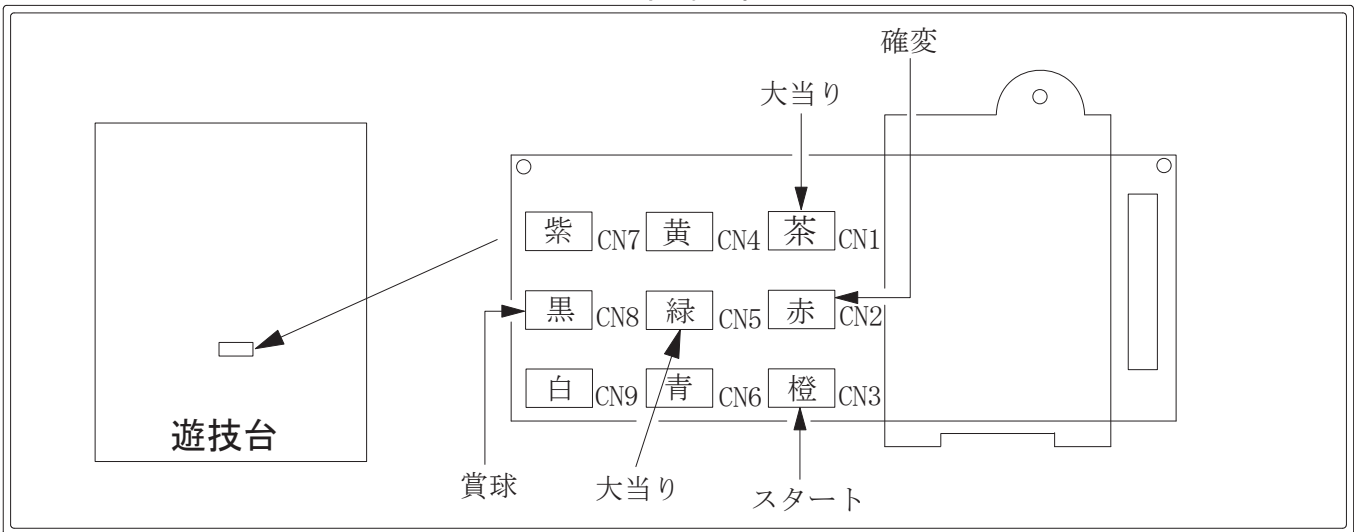 確変
大当り
紫 CN7 黄 CN4 茶 CN1
黒 CN8 緑 CN5 赤 CN2
白 CN9 青 CN6 橙 CN3
遊技台
賞球 大当り スタート